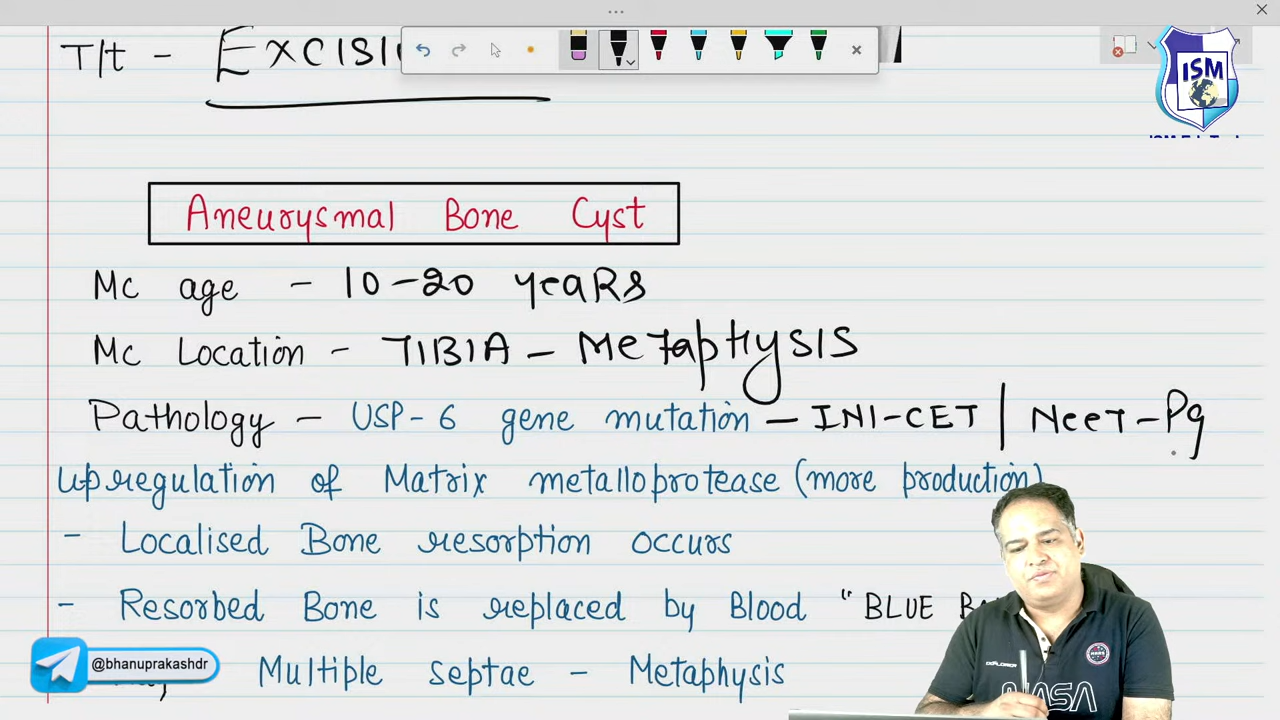 T/t - Excisi
ISM
Aneurysmal Bone Cyst
Mc age - 10-20 yeaRs
Mc Location - TIBIA - Metaphysis
Pathology - USP-6 gene mutation - INI-CET | Neet-Pg
upregulation of Matrix metalloprotease (more production)
- Localised Bone resorption occurs
- Resorbed Bone is replaced by Blood "BLUE
@bhanuprakashdr
Multiple septae - Metaphysis
NASA